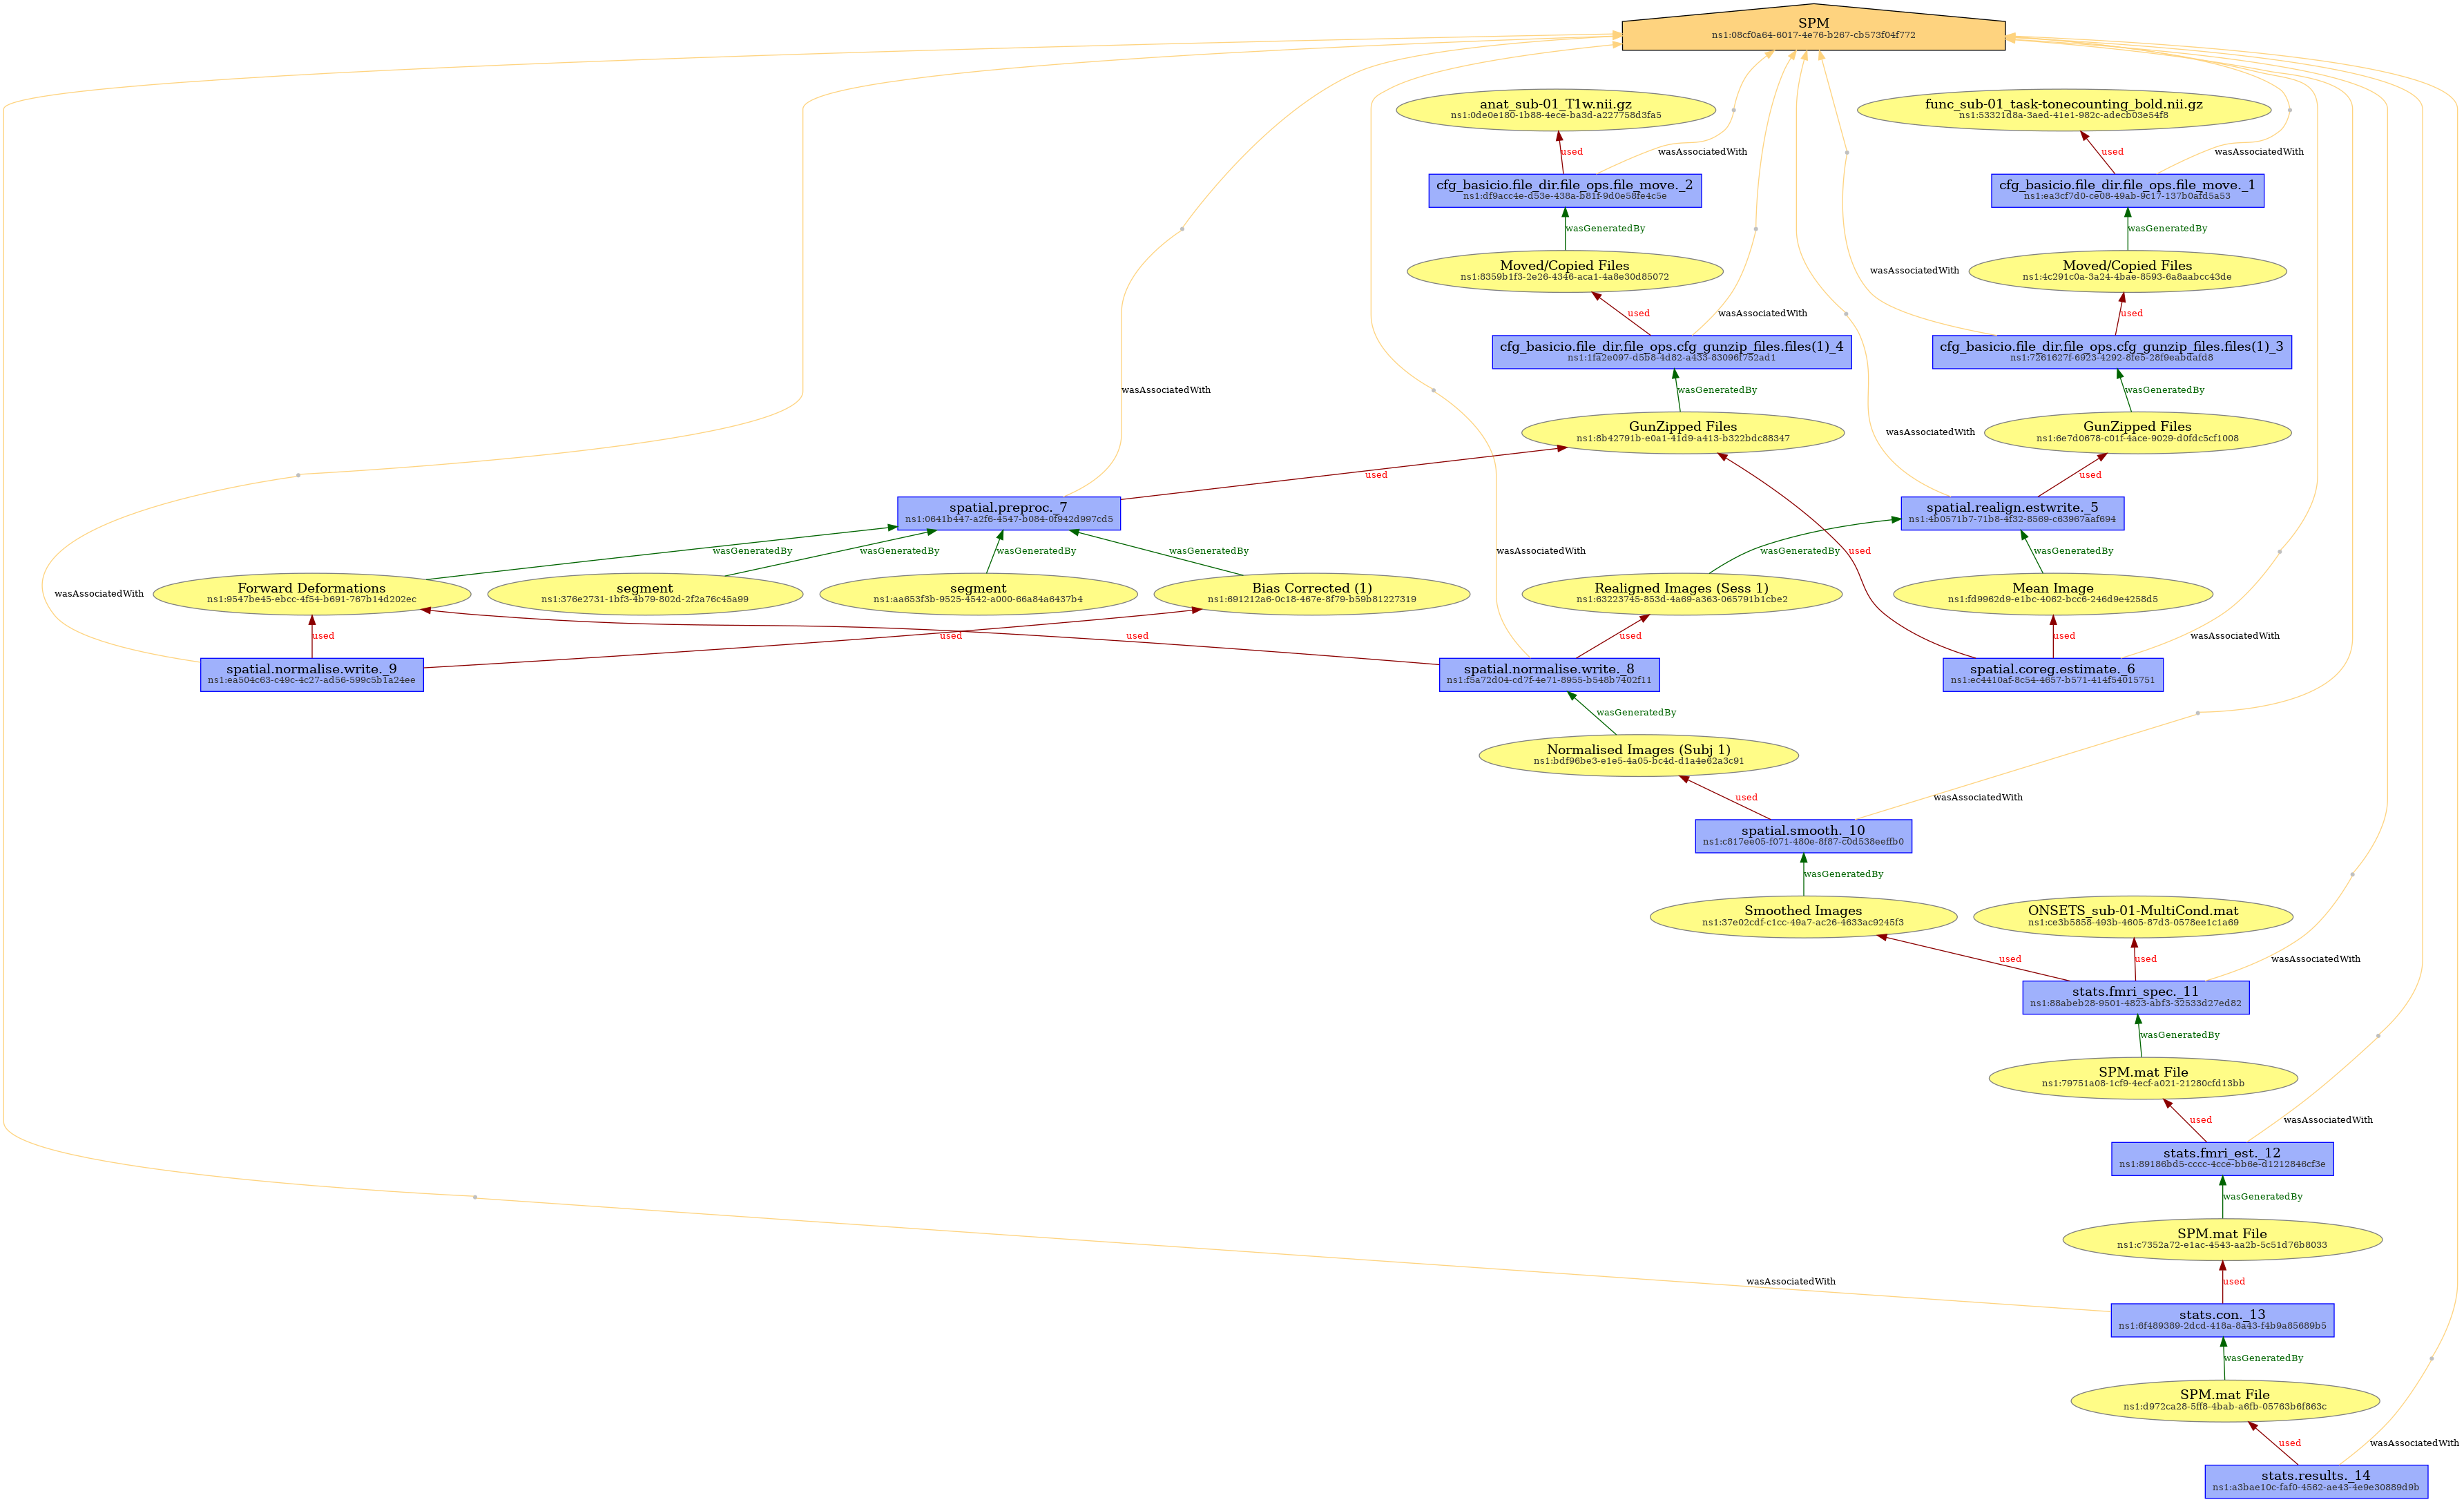 SPM
ns1:08cf0a64-6017-4e76-b267-cb573f04f772
anat_sub-01_T1w.nii.gz
ns1:0de0e180-1b88-4ece-ba3d-a227758d3fa5
func_sub-01_task-tonecounting_bold.nii.gz
ns1:53321d8a-3aed-41e1-982c-adecb03e54f8
used
wasAssociatedWith
used
wasAssociatedWith
cfg_basicio.file_dir.file_ops.file_move._2
ns1:df9acc4e-d53e-438a-b81f-9d0e58fe4c5e
cfg_basicio.file_dir.file_ops.file_move._1
ns1:ea3cf7d0-ce08-49ab-9c17-137b0afd5a53
wasGeneratedBy
wasGeneratedBy
Moved/Copied Files
ns1:8359b1f3-2e26-4346-aca1-4a8e30d85072
wasAssociatedWith
Moved/Copied Files
ns1:4c291c0a-3a24-4bae-8593-6a8aabcc43de
used
wasAssociatedWith
used
cfg_basicio.file_dir.file_ops.cfg_gunzip_files.files(1)_4
ns1:1fa2e097-d5b8-4d82-a433-83096f752ad1
cfg_basicio.file_dir.file_ops.cfg_gunzip_files.files(1)_3
ns1:7261627f-6923-4292-8fe5-28f9eabdafd8
wasAssociatedWith
wasGeneratedBy
wasGeneratedBy
GunZipped Files
ns1:8b42791b-e0a1-41d9-a413-b322bdc88347
wasAssociatedWith
GunZipped Files
ns1:6e7d0678-c01f-4ace-9029-d0fdc5cf1008
used
used
spatial.preproc._7
ns1:0641b447-a2f6-4547-b084-0f942d997cd5
spatial.realign.estwrite._5
ns1:4b0571b7-71b8-4f32-8569-c63967aaf694
wasGeneratedBy
wasGeneratedBy
wasGeneratedBy
wasGeneratedBy
wasAssociatedWith
wasGeneratedBy
used
wasGeneratedBy
wasAssociatedWith
Forward Deformations
ns1:9547be45-ebcc-4f54-b691-767b14d202ec
segment
ns1:376e2731-1bf3-4b79-802d-2f2a76c45a99
segment
ns1:aa653f3b-9525-4542-a000-66a84a6437b4
Bias Corrected (1)
ns1:691212a6-0c18-467e-8f79-b59b81227319
Realigned Images (Sess 1)
ns1:63223745-853d-4a69-a363-065791b1cbe2
Mean Image
ns1:fd9962d9-e1bc-4062-bcc6-246d9e4258d5
used
used
used
used
used
wasAssociatedWith
spatial.normalise.write._9
ns1:ea504c63-c49c-4c27-ad56-599c5b1a24ee
spatial.normalise.write._8
ns1:f5a72d04-cd7f-4e71-8955-b548b7402f11
spatial.coreg.estimate._6
ns1:ec4410af-8c54-4657-b571-414f54015751
wasGeneratedBy
Normalised Images (Subj 1)
ns1:bdf96be3-e1e5-4a05-bc4d-d1a4e62a3c91
used
wasAssociatedWith
spatial.smooth._10
ns1:c817ee05-f071-480e-8f87-c0d538eeffb0
wasGeneratedBy
Smoothed Images
ns1:37e02cdf-c1cc-49a7-ac26-4633ac9245f3
ONSETS_sub-01-MultiCond.mat
ns1:ce3b5858-493b-4605-87d3-0578ee1c1a69
used
used
wasAssociatedWith
stats.fmri_spec._11
ns1:88abeb28-9501-4823-abf3-32533d27ed82
wasGeneratedBy
SPM.mat File
ns1:79751a08-1cf9-4ecf-a021-21280cfd13bb
used
wasAssociatedWith
stats.fmri_est._12
ns1:89186bd5-cccc-4cce-bb6e-d1212846cf3e
wasGeneratedBy
SPM.mat File
ns1:c7352a72-e1ac-4543-aa2b-5c51d76b8033
wasAssociatedWith
used
stats.con._13
ns1:6f489389-2dcd-418a-8a43-f4b9a85689b5
wasGeneratedBy
SPM.mat File
ns1:d972ca28-5ff8-4bab-a6fb-05763b6f863c
used
wasAssociatedWith
stats.results._14
ns1:a3bae10c-faf0-4562-ae43-4e9e30889d9b